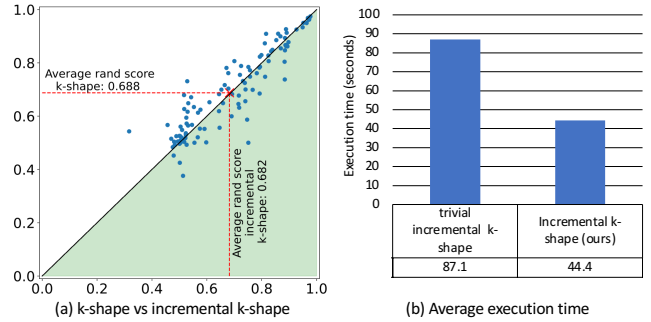 1.0
0.8
0.6
0.4
0.2
0.0
0.0
0.2
0.4
0.6
0.8
1.0
Average rand score
k-shape: 0.688
Average rand score
incremental
k-shape: 0.682
(a) k-shape vs incremental k-shape
Execution time (seconds)
90
80
70
60
50
40
30
20
10
0
trivial
incremental k-
shape
Incremental k-
shape (ours)
87.1
44.4
(b) Average execution time